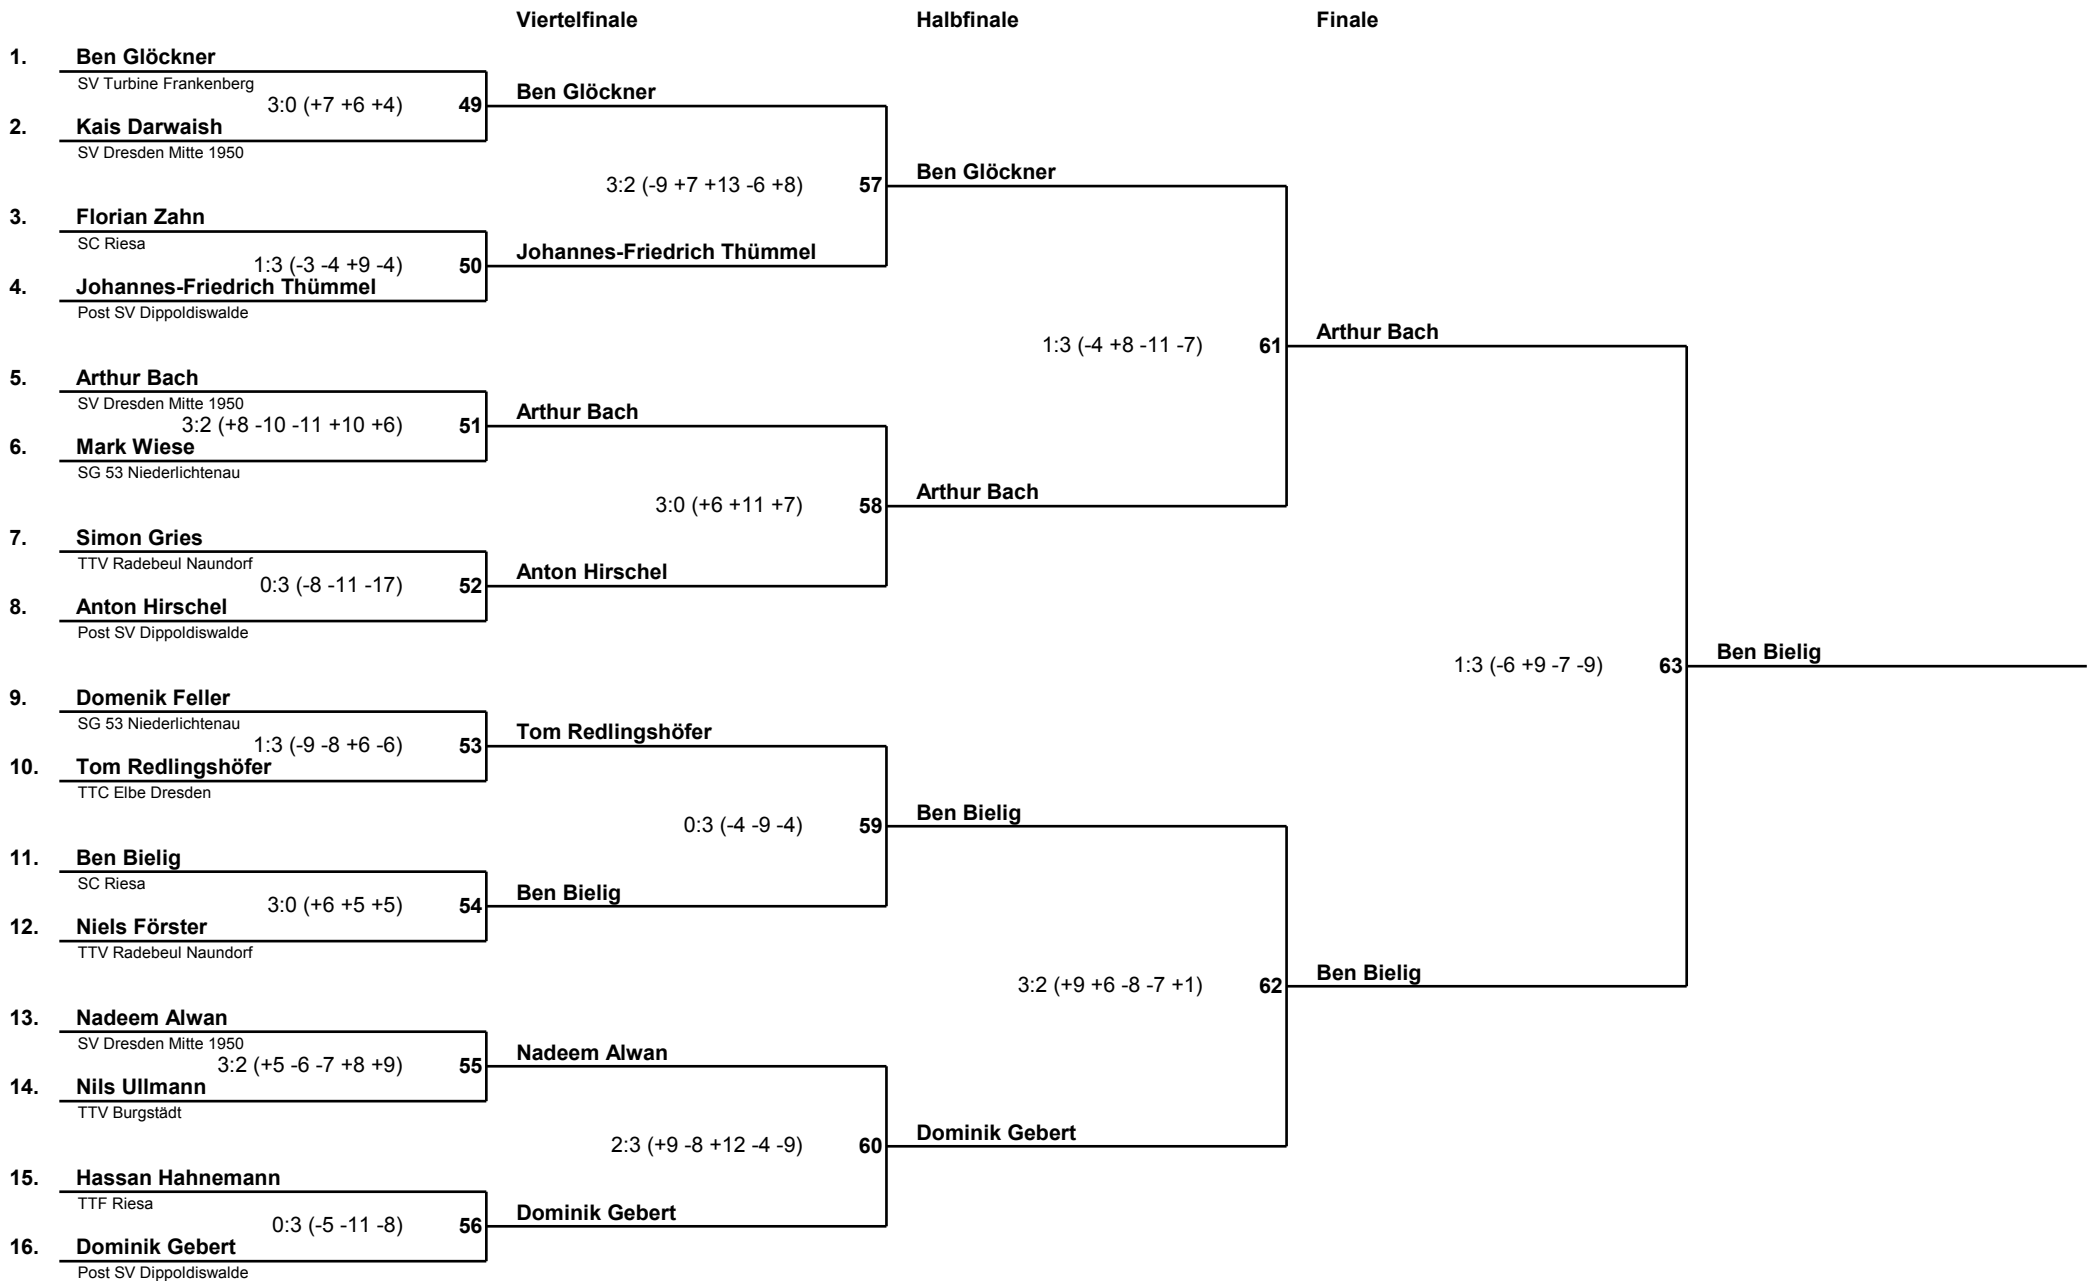 Viertelfinale Halbfinale Finale
1. Ben Glöckner
SV Turbine Frankenberg
3:0 (+7 +6 +4) 49
Ben Glöckner
2. Kais Darwaish
SV Dresden Mitte 1950
3:2 (-9 +7 +13 -6 +8) 57
Ben Glöckner
3. Florian Zahn
SC Riesa
1:3 (-3 -4 +9 -4) 50
Johannes-Friedrich Thümmel
4. Johannes-Friedrich Thümmel
Post SV Dippoldiswalde
1:3 (-4 +8 -11 -7) 61
Arthur Bach
5. Arthur Bach
SV Dresden Mitte 1950
3:2 (+8 -10 -11 +10 +6) 51
Arthur Bach
6. Mark Wiese
SG 53 Niederlichtenau
3:0 (+6 +11 +7) 58
Arthur Bach
7. Simon Gries
TTV Radebeul Naundorf
0:3 (-8 -11 -17) 52
Anton Hirschel
8. Anton Hirschel
Post SV Dippoldiswalde
1:3 (-6 +9 -7 -9) 63
Ben Bielig
9. Domenik Feller
SG 53 Niederlichtenau
1:3 (-9 -8 +6 -6) 53
Tom Redlingshöfer
10. Tom Redlingshöfer
TTC Elbe Dresden
0:3 (-4 -9 -4) 59
Ben Bielig
11. Ben Bielig
SC Riesa
3:0 (+6 +5 +5) 54
Ben Bielig
12. Niels Förster
TTV Radebeul Naundorf
3:2 (+9 +6 -8 -7 +1) 62
Ben Bielig
13. Nadeem Alwan
SV Dresden Mitte 1950
3:2 (+5 -6 -7 +8 +9) 55
Nadeem Alwan
14. Nils Ullmann
TTV Burgstädt
2:3 (+9 -8 +12 -4 -9) 60
Dominik Gebert
15. Hassan Hahnemann
TTF Riesa
0:3 (-5 -11 -8) 56
Dominik Gebert
16. Dominik Gebert
Post SV Dippoldiswalde